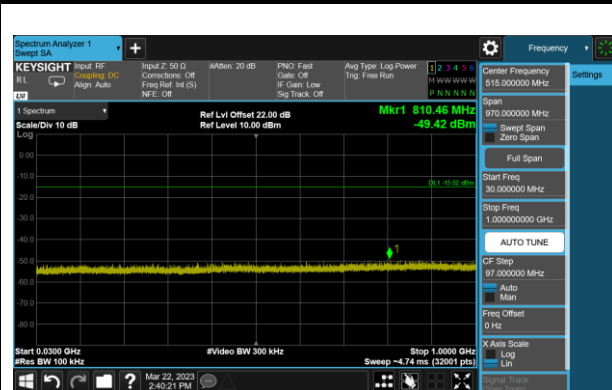 Spectrum Analyzer 1
Swept SA
Frequency
KEYSIGHT
RL
Input: RF
Coupling: DC
Align: Auto
Input Z: 50 Ω
Corrections: Off
Freq Ref: Int (S)
NFE: Off
#Atten: 20 dB
PNO: Fast
Gate: Off
IF Gain: Low
Sig Track: Off
Avg Type: Log-Power
Trig: Free Run
1 2 3 4 5 6
M W W W W W
P N N N N N
LXI
1 Spectrum
Scale/Div 10 dB
Ref Lvl Offset 22.00 dB
Ref Level 10.00 dBm
Mkr1 810.46 MHz
-49.42 dBm
Log
0.00
-10.0
DL1 -15.02 dBm
-20.0
-30.0
-40.0
1
-50.0
-60.0
-70.0
-80.0
Start 0.0300 GHz
#Res BW 100 kHz
#Video BW 300 kHz
Stop 1.0000 GHz
Sweep ~4.74 ms (32001 pts)
Center Frequency
515.000000 MHz
Settings
Span
970.000000 MHz
Swept Span
Zero Span
Full Span
Start Freq
30.000000 MHz
Stop Freq
1.000000000 GHz
AUTO TUNE
CF Step
97.000000 MHz
Auto
Man
Freq Offset
0 Hz
X Axis Scale
Log
Lin
Signal Track
Mar 22, 2023
2:40:21 PM